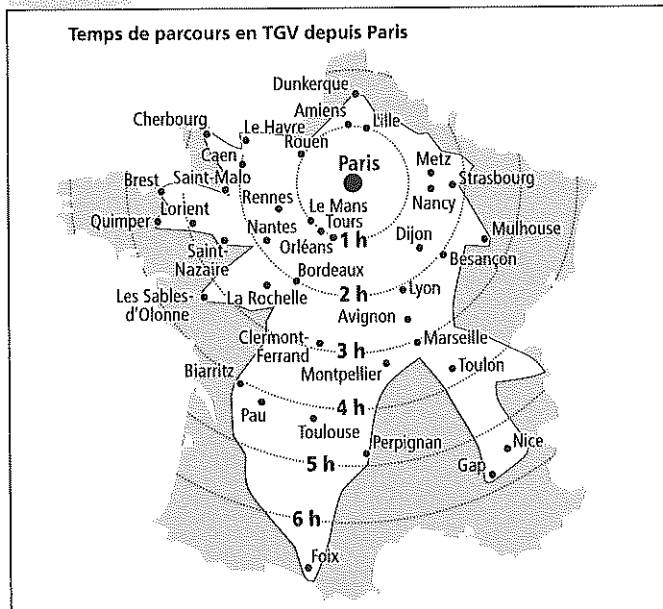 Temps de parcours en TGV depuis Paris
Dunkerque
Amiens
Lille
Cherbourg
Le Havre
Rouen
Caen
Paris
Metz
Brest
Saint-Malo
Strasbourg
Rennes
Nancy
Quimper
Lorient
Le Mans
Tours
Nantes
Orléans
1 h
Dijon
Mulhouse
Saint-
Nazaire
Besançon
Bordeaux
Les Sables-
d'Olonne
La Rochelle
2 h
Lyon
Avignon
Clermont-
Ferrand
3 h
Marseille
Biarritz
Montpellier
Toulon
4 h
Pau
Toulouse
Perpignan
Nice
5 h
Gap
6 h
Foix